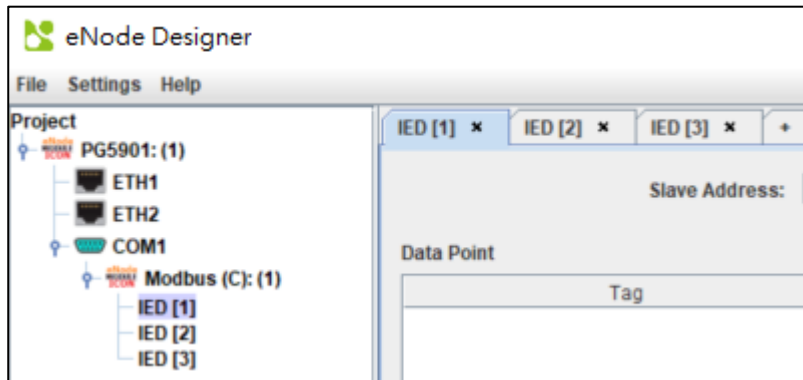 eNode Designer
File Settings Help
Project
PG5901: (1)
ETH1
ETH2
COM1
Modbus (C): (1)
IED [1]
IED [2]
IED [3]
IED [1] × IED [2] × IED [3] × +
Slave Address:
Data Point
Tag